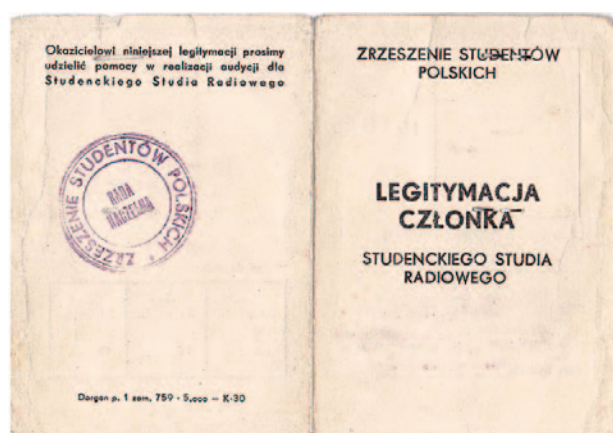 Okazicielowi niniejszej legitymacji prosimy
udzielić pomocy w realizacji audycji dla
Studenckiego Studia Radiowego
ZRZESZENIE STUDENTÓW POLSKICH
RADA
NACZELNA
Dargen p. 1 zam. 759 - 5.000 — K-30
ZRZESZENIE STUDENTÓW
POLSKICH
LEGITYMACJA
CZŁONKA
STUDENCKIEGO STUDIA
RADIOWEGO